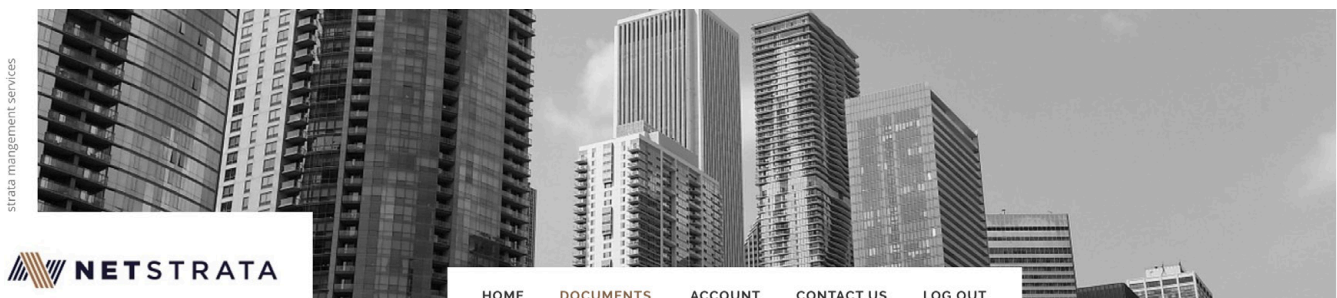 strata mangement services
NETSTRATA
HOME DOCUMENTS ACCOUNT CONTACT US LOG OUT